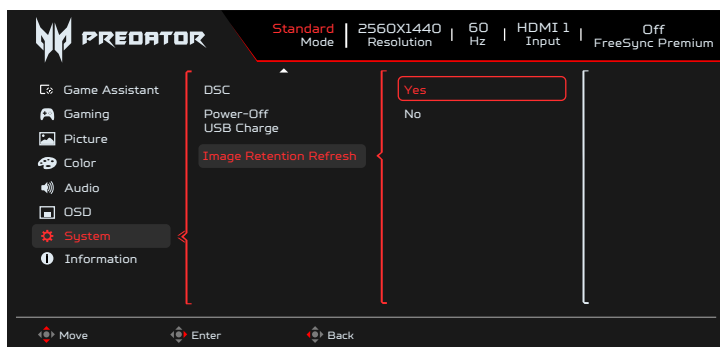 PREDATOR
Standard
Mode
2560X1440
Resolution
60
Hz
HDMI 1
Input
Off
FreeSync Premium
Game Assistant
Gaming
Picture
Color
Audio
OSD
System
Information
DSC
Power-Off
USB Charge
Image Retention Refresh
Yes
No
Move
Enter
Back